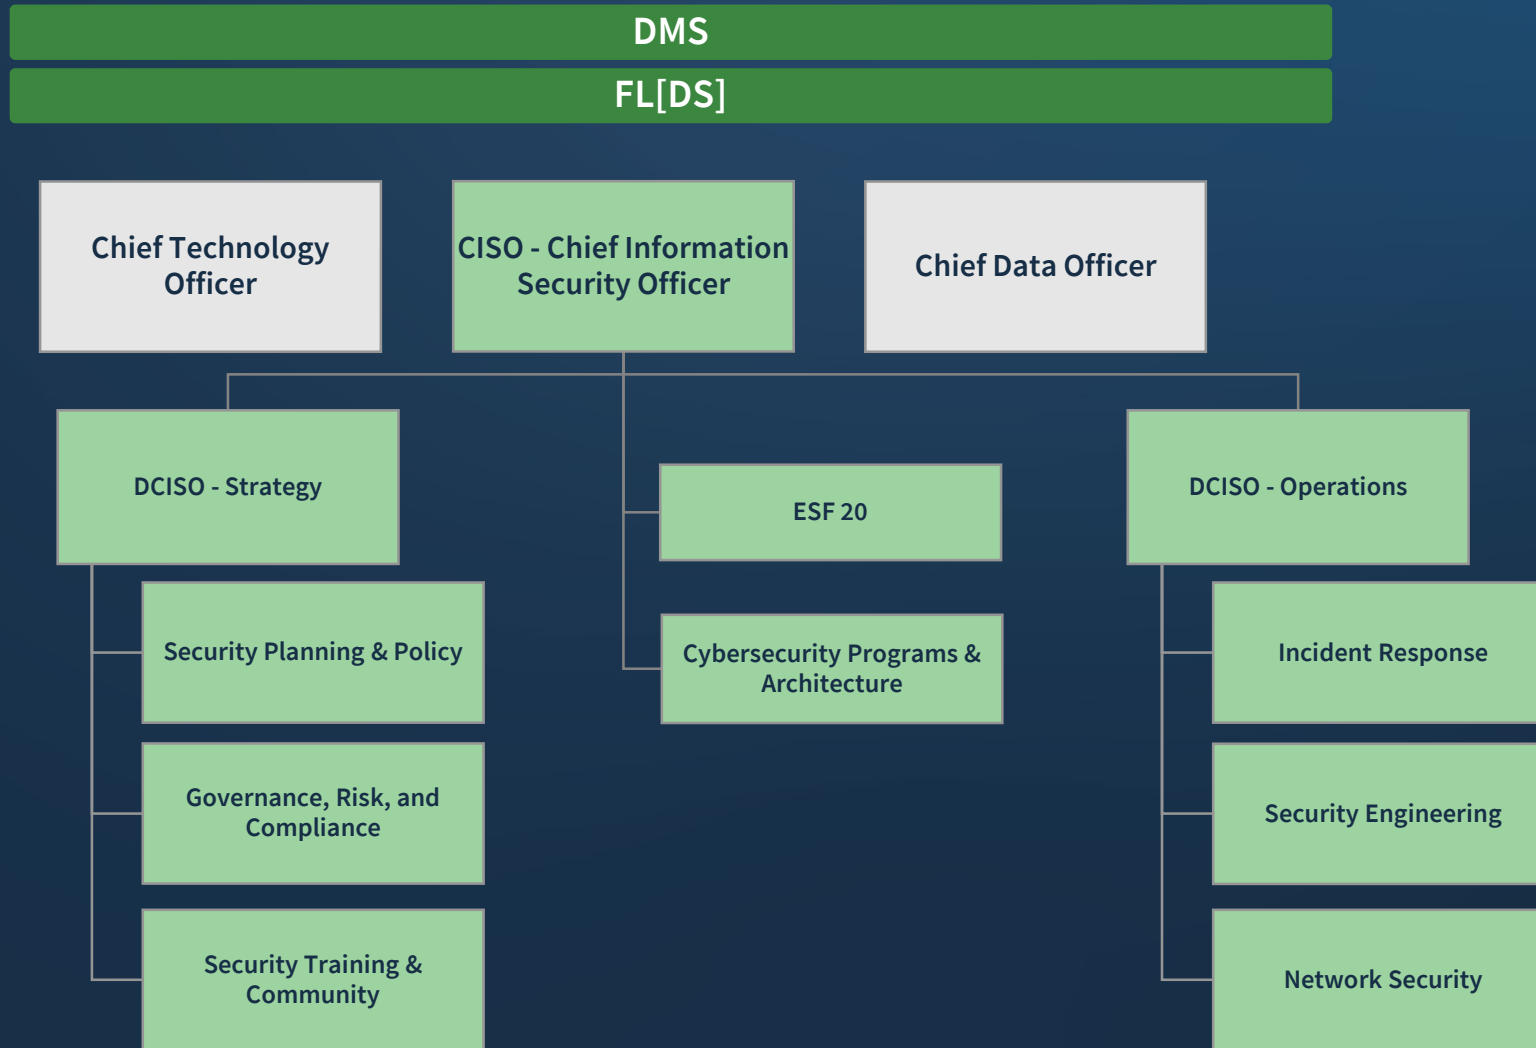 DMS
FL[DS]
Chief Technology
Officer
CISO - Chief Information
Security Officer
Chief Data Officer
DCISO - Strategy
ESF 20
DCISO - Operations
Security Planning & Policy
Cybersecurity Programs &
Architecture
Incident Response
Governance, Risk, and
Compliance
Security Engineering
Security Training &
Community
Network Security